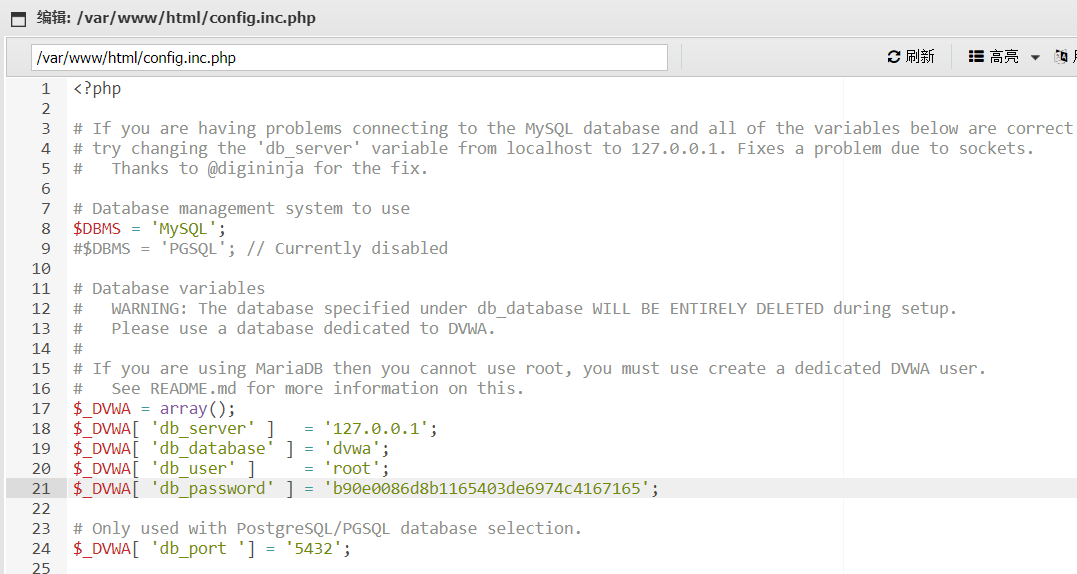 编辑: /var/www/html/config.inc.php
/var/www/html/config.inc.php 刷新 高亮
1 <?php
2
3 # If you are having problems connecting to the MySQL database and all of the variables below are correct
4 # try changing the 'db_server' variable from localhost to 127.0.0.1. Fixes a problem due to sockets.
5 #   Thanks to @digininja for the fix.
6
7 # Database management system to use
8 $DBMS = 'MySQL';
9 #$DBMS = 'PGSQL'; // Currently disabled
10
11 # Database variables
12 #   WARNING: The database specified under db_database WILL BE ENTIRELY DELETED during setup.
13 #   Please use a database dedicated to DVWA.
14 #
15 # If you are using MariaDB then you cannot use root, you must use create a dedicated DVWA user.
16 #   See README.md for more information on this.
17 $_DVWA = array();
18 $_DVWA[ 'db_server' ]   = '127.0.0.1';
19 $_DVWA[ 'db_database' ] = 'dvwa';
20 $_DVWA[ 'db_user' ]     = 'root';
21 $_DVWA[ 'db_password' ] = 'b90e0086d8b1165403de6974c4167165';
22
23 # Only used with PostgreSQL/PGSQL database selection.
24 $_DVWA[ 'db_port '] = '5432';
25